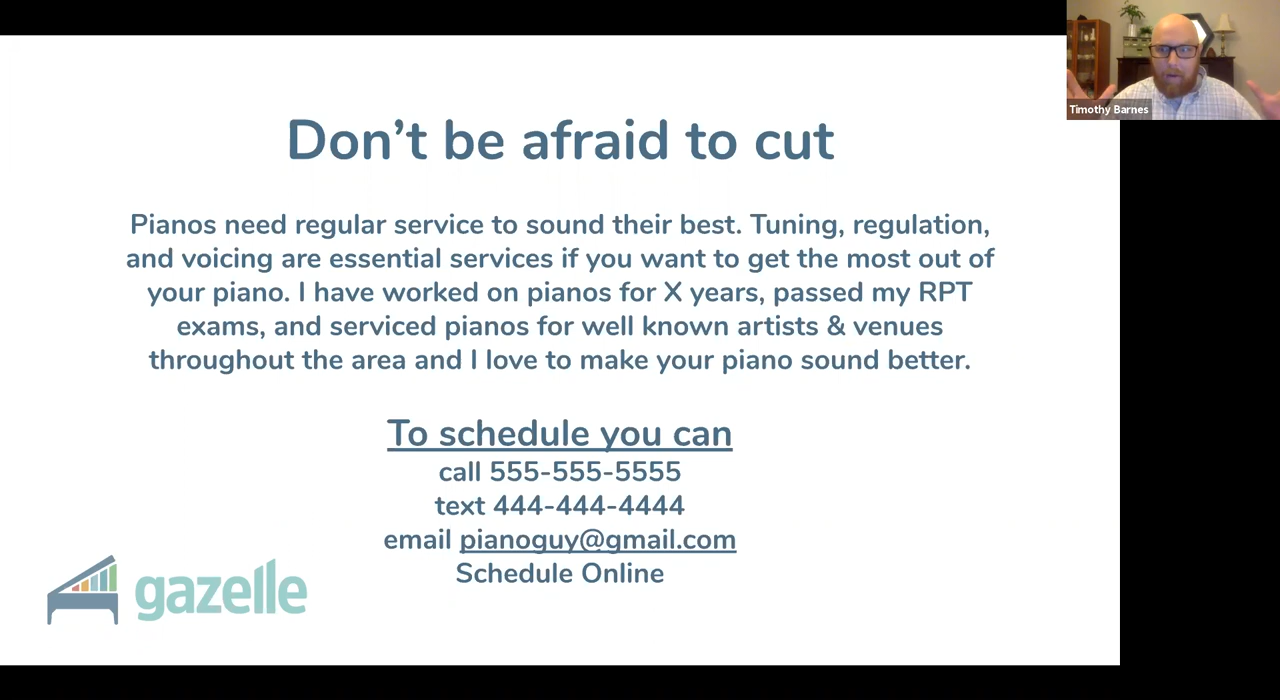 Timothy Barnes
Don't be afraid to cut
Pianos need regular service to sound their best. Tuning, regulation,
and voicing are essential services if you want to get the most out of
your piano. I have worked on pianos for X years, passed my RPT
exams, and serviced pianos for well known artists & venues
throughout the area and I love to make your piano sound better.
To schedule you can
call 555-555-5555
text 444-444-4444
email pianoguy@gmail.com
Schedule Online
gazelle